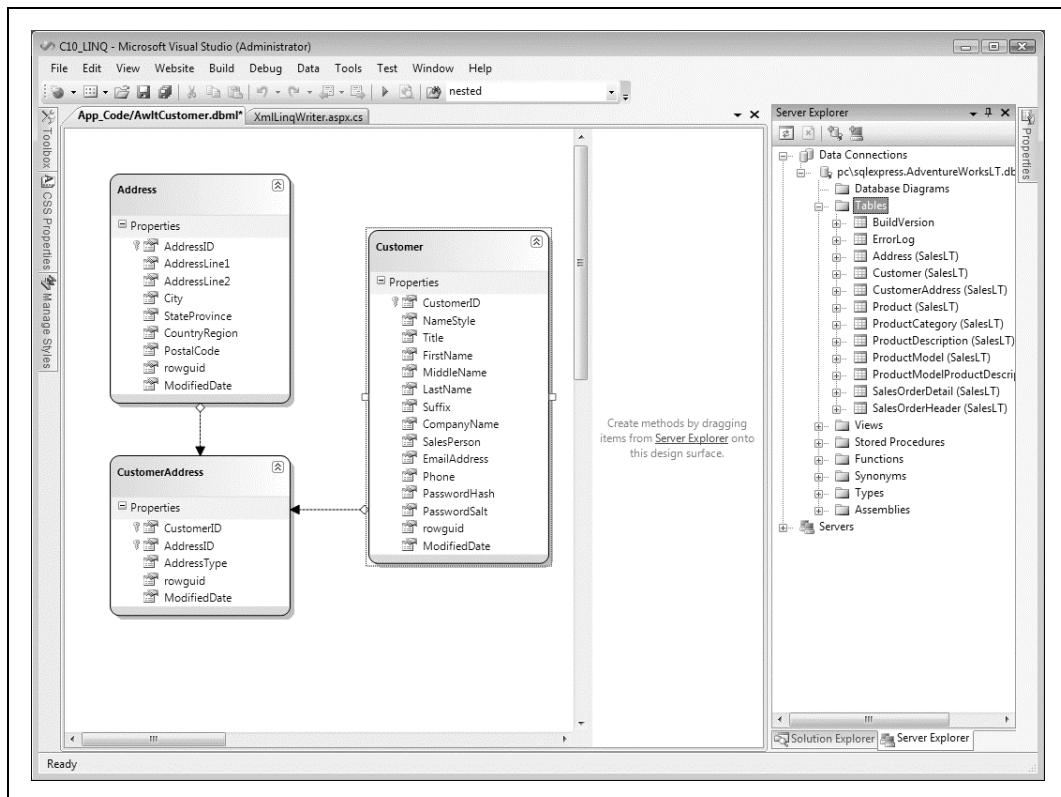 C10_LINQ - Microsoft Visual Studio (Administrator)
File Edit View Website Build Debug Data Tools Test Window Help
nested
App_Code/AwltCustomer.dbml* XmlLinqWriter.aspx.cs
Toolbox
CSS Properties
Manage Styles
Address
Properties
AddressID
AddressLine1
AddressLine2
City
StateProvince
CountryRegion
PostalCode
rowguid
ModifiedDate
CustomerAddress
Properties
CustomerID
AddressID
AddressType
rowguid
ModifiedDate
Customer
Properties
CustomerID
NameStyle
Title
FirstName
MiddleName
LastName
Suffix
CompanyName
SalesPerson
EmailAddress
Phone
PasswordHash
PasswordSalt
rowguid
ModifiedDate
Create methods by dragging
items from Server Explorer onto
this design surface.
Server Explorer
Data Connections
pc\sqlexpress.AdventureWorksLT.db
Database Diagrams
Tables
BuildVersion
ErrorLog
Address (SalesLT)
Customer (SalesLT)
CustomerAddress (SalesLT)
Product (SalesLT)
ProductCategory (SalesLT)
ProductDescription (SalesLT)
ProductModel (SalesLT)
ProductModelProductDescri
SalesOrderDetail (SalesLT)
SalesOrderHeader (SalesLT)
Views
Stored Procedures
Functions
Synonyms
Types
Assemblies
Servers
Solution Explorer Server Explorer
Properties
Ready